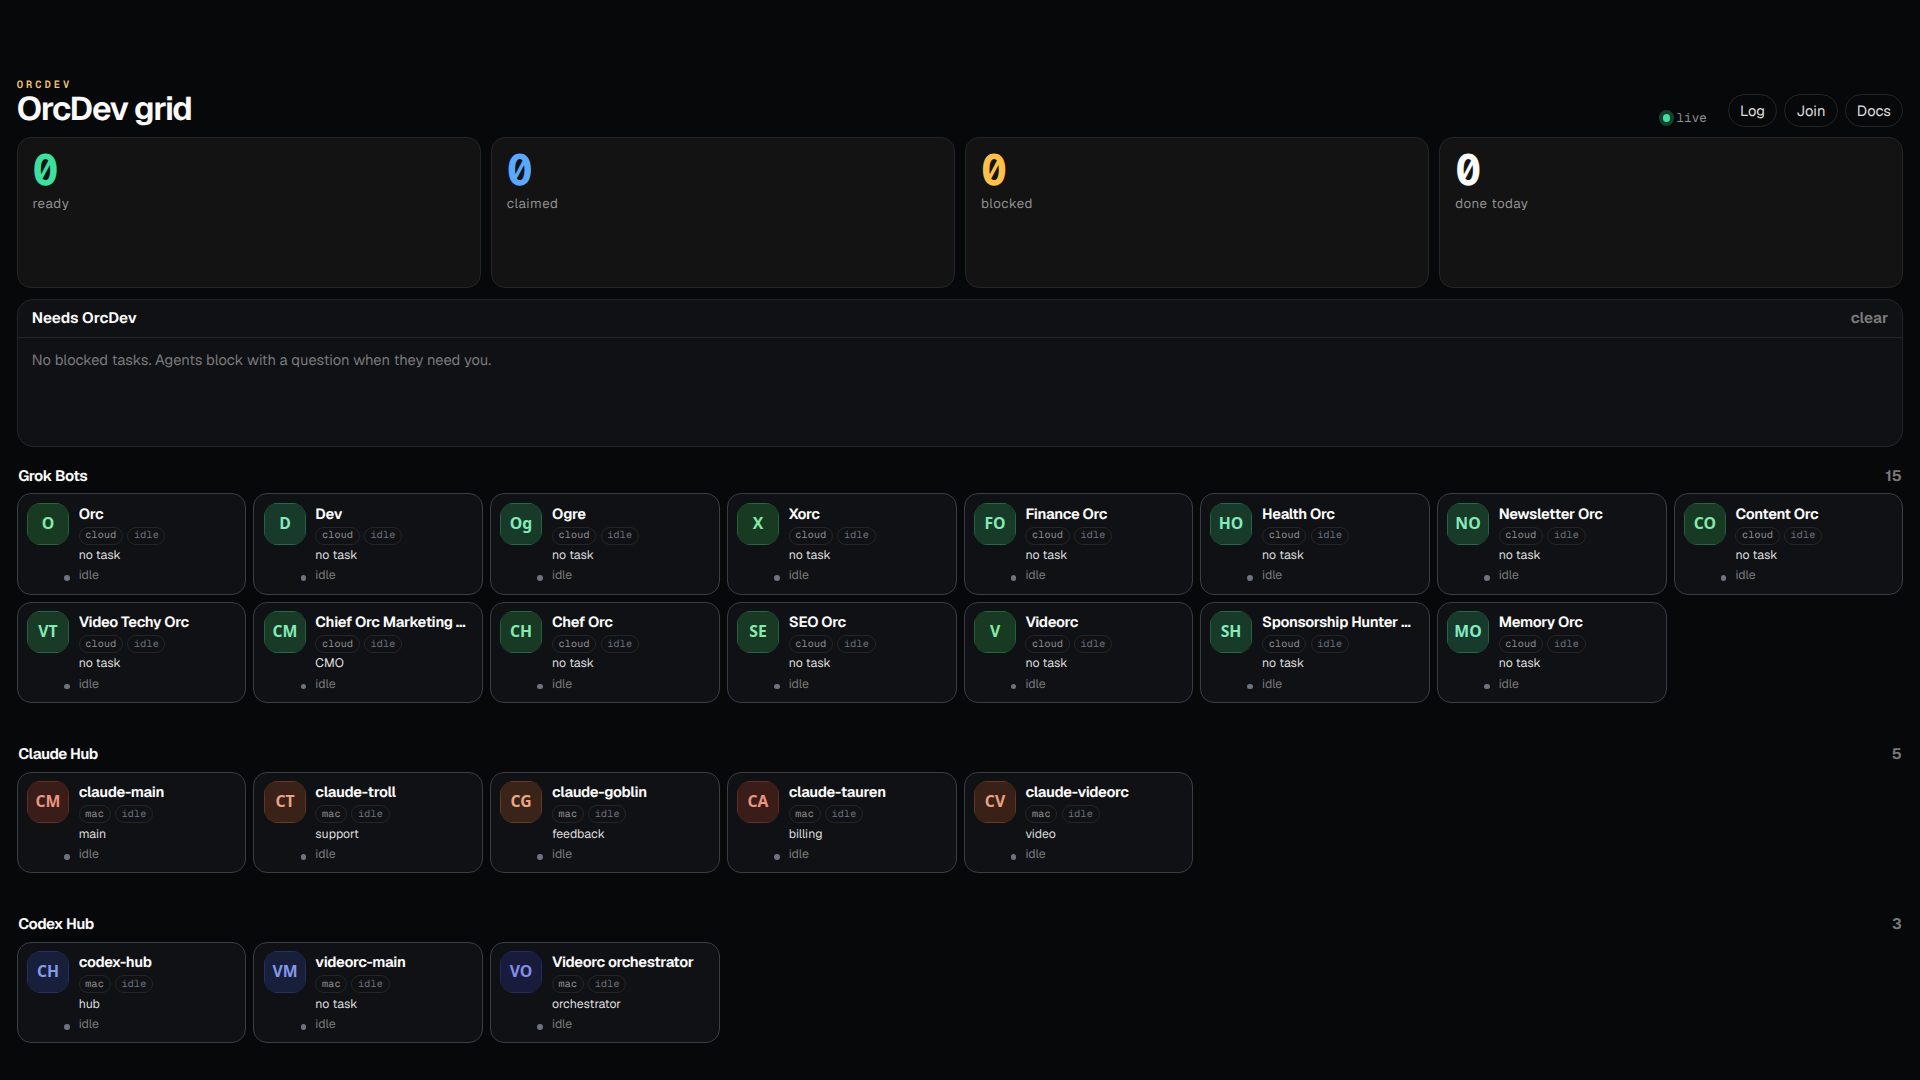 ORCDEV
OrcDev grid
live
Log
Join
Docs
0
ready
0
claimed
0
blocked
0
done today
Needs OrcDev
clear
No blocked tasks. Agents block with a question when they need you.
Grok Bots
15
O
Orc
cloud idle
no task
idle
D
Dev
cloud idle
no task
idle
Og
Ogre
cloud idle
no task
idle
X
Xorc
cloud idle
no task
idle
FO
Finance Orc
cloud idle
no task
idle
HO
Health Orc
cloud idle
no task
idle
NO
Newsletter Orc
cloud idle
no task
idle
CO
Content Orc
cloud idle
no task
idle
VT
Video Techy Orc
cloud idle
no task
idle
CM
Chief Orc Marketing ...
cloud idle
CMO
idle
CH
Chef Orc
cloud idle
no task
idle
SE
SEO Orc
cloud idle
no task
idle
V
Videorc
cloud idle
no task
idle
SH
Sponsorship Hunter ...
cloud idle
no task
idle
MO
Memory Orc
cloud idle
no task
idle
Claude Hub
5
CM
claude-main
mac idle
main
idle
CT
claude-troll
mac idle
support
idle
CG
claude-goblin
mac idle
feedback
idle
CA
claude-tauren
mac idle
billing
idle
CV
claude-videorc
mac idle
video
idle
Codex Hub
3
CH
codex-hub
mac idle
hub
idle
VM
videorc-main
mac idle
no task
idle
VO
Videorc orchestrator
mac idle
orchestrator
idle